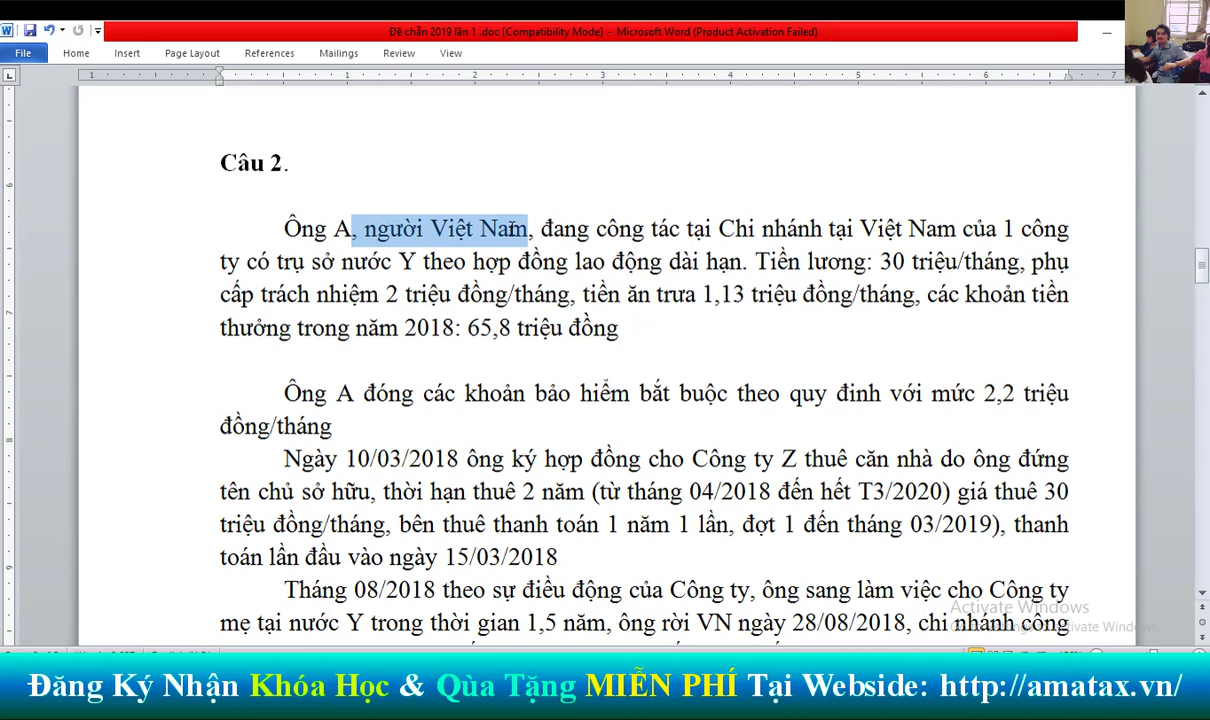 Đề chẵn 2019 lần 1 .doc [Compatibility Mode] - Microsoft Word (Product Activation Failed)
File Home Insert Page Layout References Mailings Review View
1 1 2 3 4 5 6 7
Câu 2.
Ông A, người Việt Nam, đang công tác tại Chi nhánh tại Việt Nam của 1 công
ty có trụ sở nước Y theo hợp đồng lao động dài hạn. Tiền lương: 30 triệu/tháng, phụ
cấp trách nhiệm 2 triệu đồng/tháng, tiền ăn trưa 1,13 triệu đồng/tháng, các khoản tiền
thưởng trong năm 2018: 65,8 triệu đồng
Ông A đóng các khoản bảo hiểm bắt buộc theo quy đinh với mức 2,2 triệu
đồng/tháng
Ngày 10/03/2018 ông ký hợp đồng cho Công ty Z thuê căn nhà do ông đứng
tên chủ sở hữu, thời hạn thuê 2 năm (từ tháng 04/2018 đến hết T3/2020) giá thuê 30
triệu đồng/tháng, bên thuê thanh toán 1 năm 1 lần, đợt 1 đến tháng 03/2019), thanh
toán lần đầu vào ngày 15/03/2018
Tháng 08/2018 theo sự điều động của Công ty, ông sang làm việc cho Công ty
mẹ tại nước Y trong thời gian 1,5 năm, ông rời VN ngày 28/08/2018, chi nhánh công
Activate Windows
Đăng Ký Nhận Khóa Học & Qùa Tặng MIỄN PHÍ Tại Webside: http://amatax.vn/